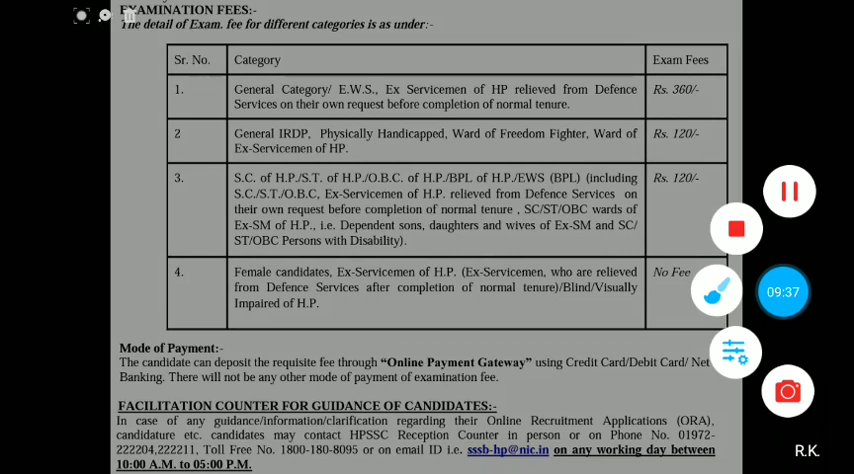 EXAMINATION FEES:-
The detail of Exam. fee for different categories is as under:-
Sr. No. Category Exam Fees
1. General Category/ E.W.S., Ex Servicemen of HP relieved from Defence Rs. 360/-
Services on their own request before completion of normal tenure.
2 General IRDP, Physically Handicapped, Ward of Freedom Fighter, Ward of Rs. 120/-
Ex-Servicemen of HP.
3. S.C. of H.P./S.T. of H.P./O.B.C. of H.P./BPL of H.P./EWS (BPL) (including Rs. 120/-
S.C./S.T./O.B.C, Ex-Servicemen of H.P. relieved from Defence Services on
their own request before completion of normal tenure , SC/ST/OBC wards of
Ex-SM of H.P., i.e. Dependent sons, daughters and wives of Ex-SM and SC/
ST/OBC Persons with Disability).
4. Female candidates, Ex-Servicemen of H.P. (Ex-Servicemen, who are relieved No Fee
from Defence Services after completion of normal tenure)/Blind/Visually
Impaired of H.P.
09:37
Mode of Payment:-
The candidate can deposit the requisite fee through “Online Payment Gateway” using Credit Card/Debit Card/ Net
Banking. There will not be any other mode of payment of examination fee.
FACILITATION COUNTER FOR GUIDANCE OF CANDIDATES:-
In case of any guidance/information/clarification regarding their Online Recruitment Applications (ORA),
candidature etc. candidates may contact HPSSC Reception Counter in person or on Phone No. 01972-
222204,222211, Toll Free No. 1800-180-8095 or on email ID i.e. sssb-hp@nic.in on any working day between
10:00 A.M. to 05:00 P.M.
R.K.